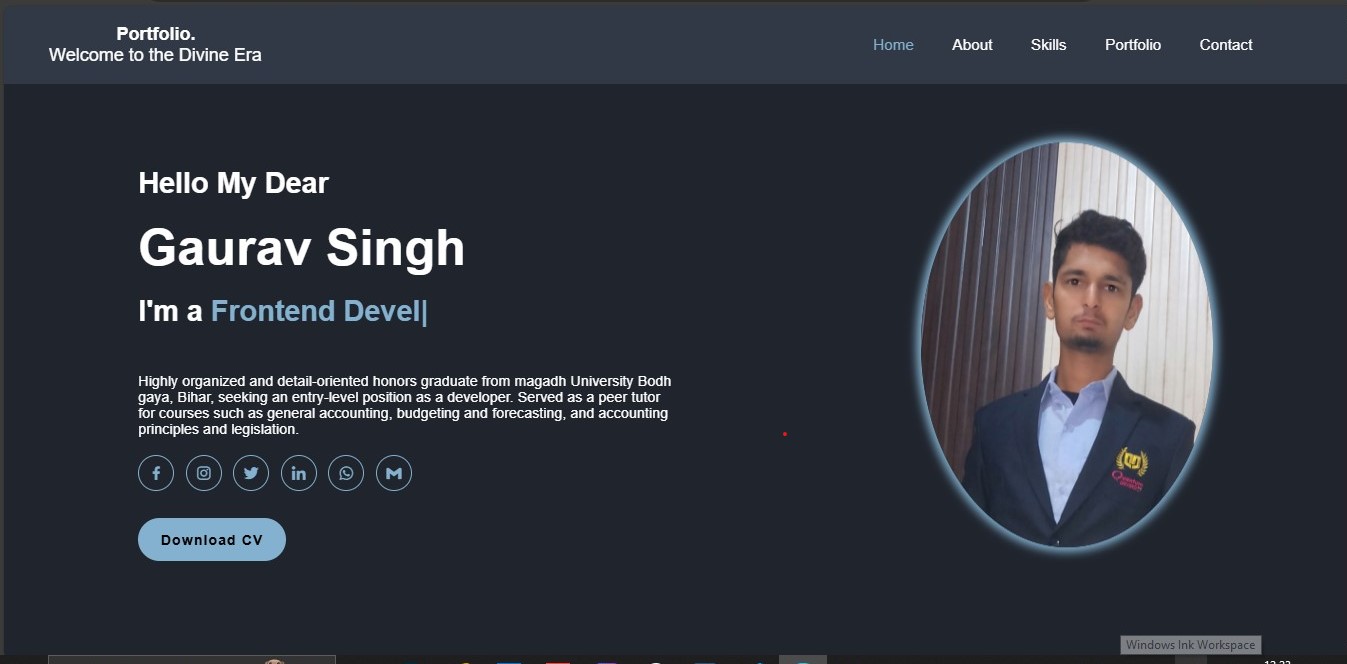 Portfolio.
Welcome to the Divine Era
Home About Skills Portfolio Contact
Hello My Dear
Gaurav Singh
I'm a Frontend Devel|
Highly organized and detail-oriented honors graduate from magadh University Bodh
gaya, Bihar, seeking an entry-level position as a developer. Served as a peer tutor
for courses such as general accounting, budgeting and forecasting, and accounting
principles and legislation.
Download CV
Windows Ink Workspace